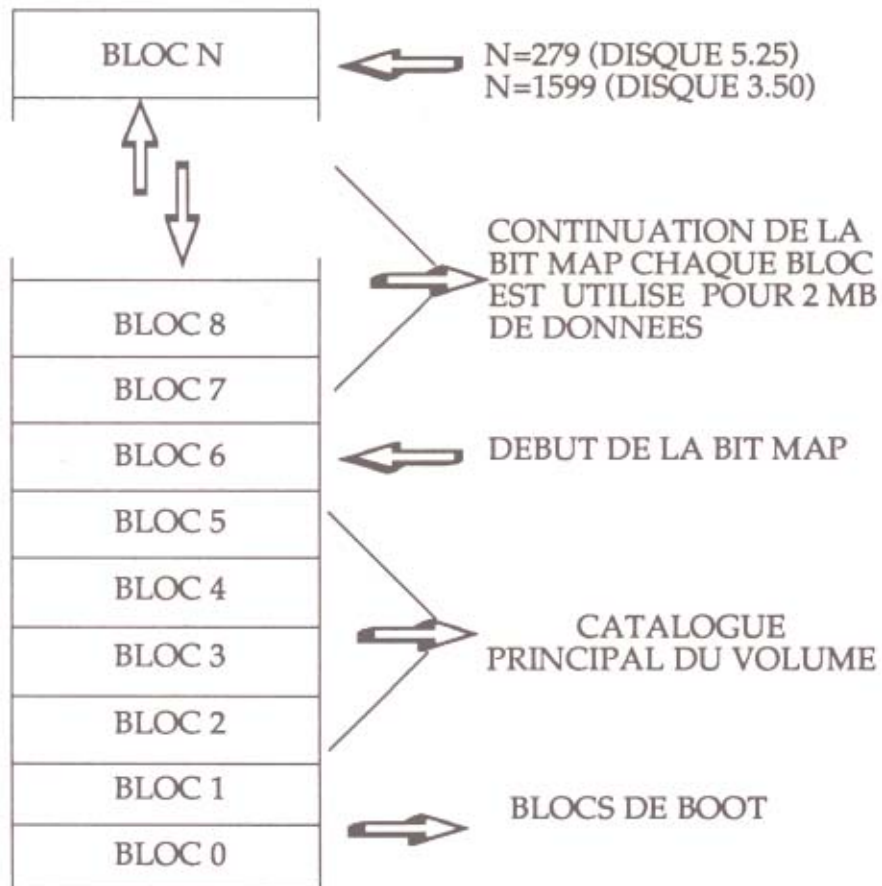 BLOC N
N=279 (DISQUE 5.25)
N=1599 (DISQUE 3.50)
CONTINUATION DE LA
BIT MAP CHAQUE BLOC
EST UTILISE POUR 2 MB
DE DONNEES
BLOC 8
BLOC 7
BLOC 6
DEBUT DE LA BIT MAP
BLOC 5
BLOC 4
BLOC 3
BLOC 2
CATALOGUE
PRINCIPAL DU VOLUME
BLOC 1
BLOC 0
BLOCS DE BOOT